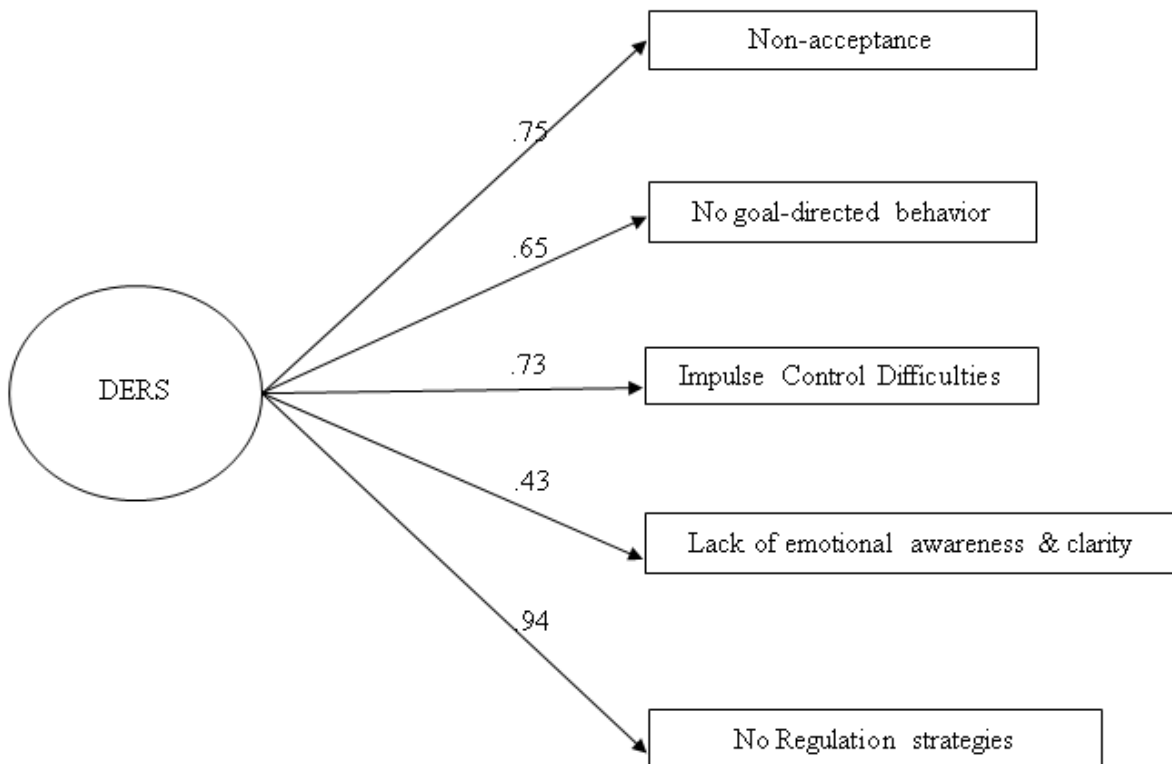 Non-acceptance
.75
No goal-directed behavior
.65
.73
Impulse Control Difficulties
DERS
.43
Lack of emotional awareness & clarity
.94
No Regulation strategies